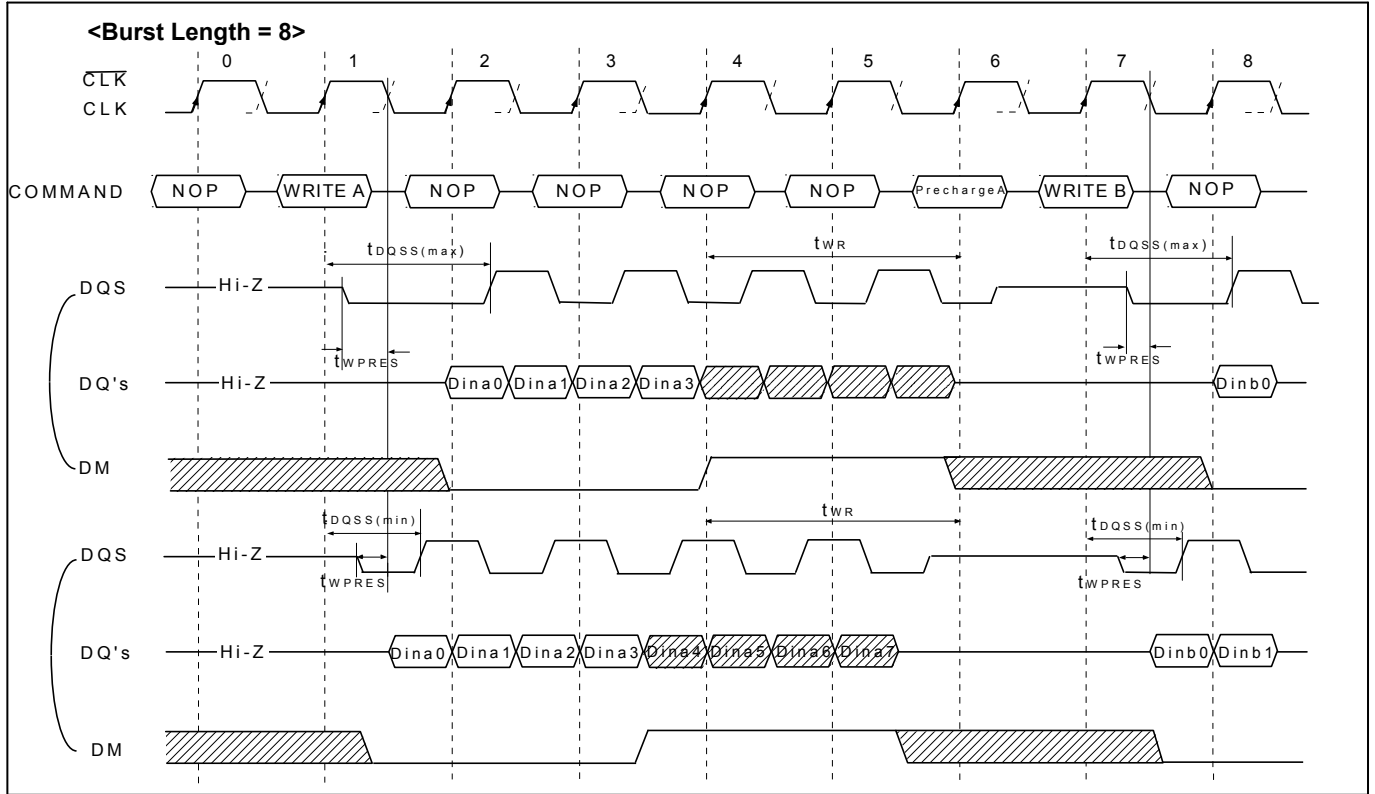 <Burst Length = 8>
0 1 2 3 4 5 6 7 8
CLK
CLK
COMMAND NOP WRITE A NOP NOP NOP NOP PrechargeA WRITE B NOP
tDQSS(max) tWR tDQSS(max)
DQS Hi-Z
tWPRES tWPRES
DQ's Hi-Z Dina0 Dina1 Dina2 Dina3 Dinb0
DM
tDQSS(min) tWR tDQSS(min)
DQS Hi-Z
tWPRES tWPRES
DQ's Hi-Z Dina0 Dina1 Dina2 Dina3 Dina4 Dina5 Dina6 Dina7 Dinb0 Dinb1
DM